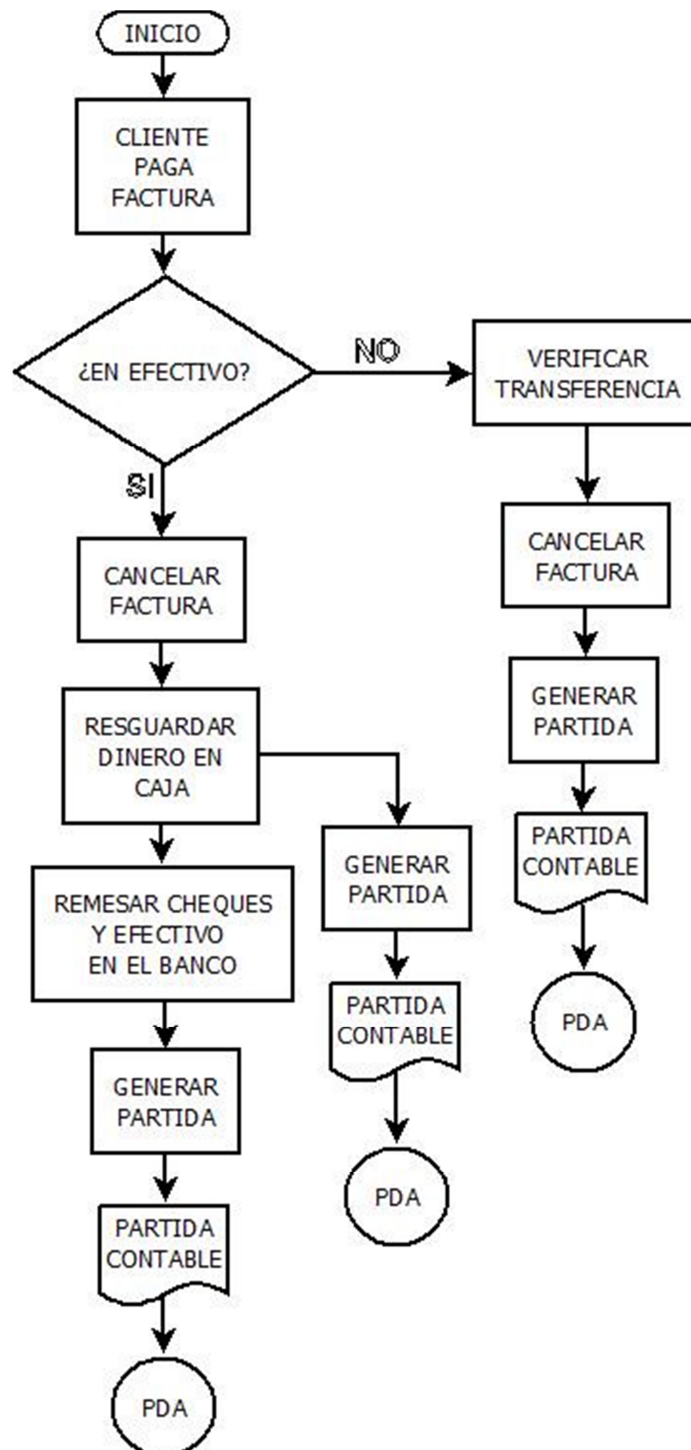 INICIO
CLIENTE
PAGA
FACTURA
¿EN EFECTIVO?
NO
VERIFICAR
TRANSFERENCIA
SI
CANCELAR
FACTURA
CANCELAR
FACTURA
RESGUARDAR
DINERO EN
CAJA
GENERAR
PARTIDA
GENERAR
PARTIDA
PARTIDA
CONTABLE
REMESAR CHEQUES
Y EFECTIVO
EN EL BANCO
PARTIDA
CONTABLE
PDA
GENERAR
PARTIDA
PDA
PARTIDA
CONTABLE
PDA